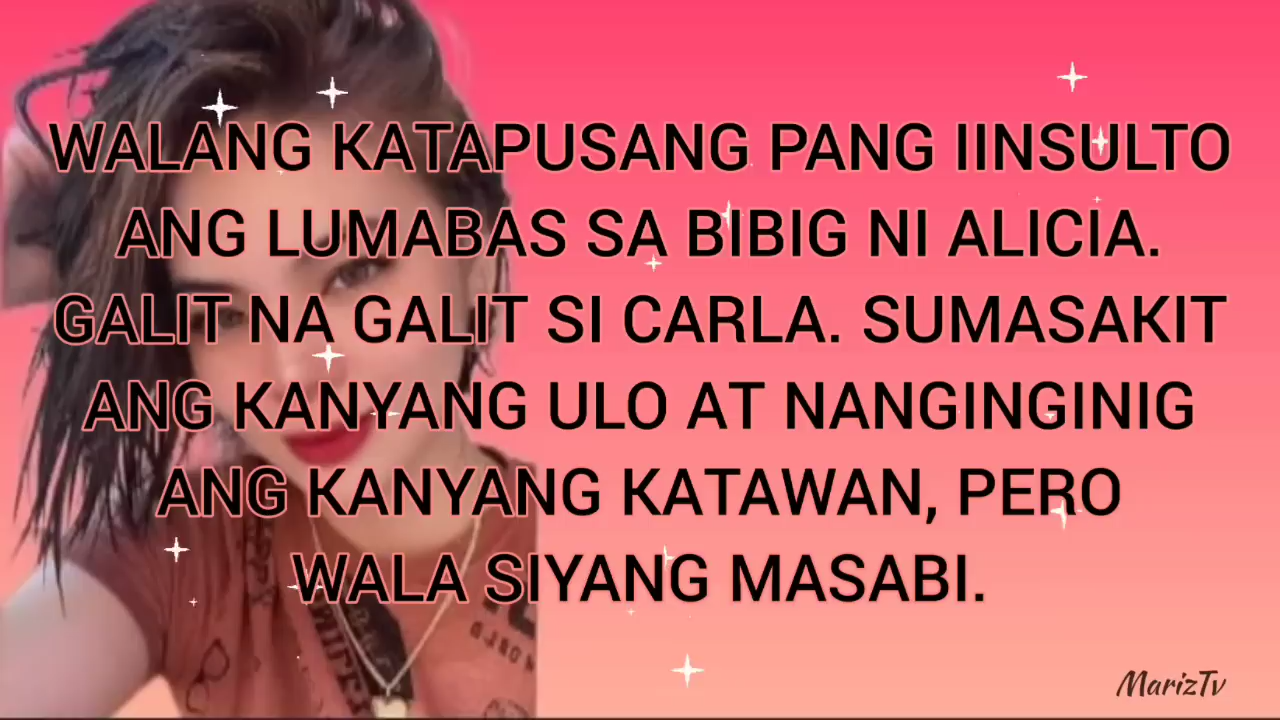 WALANG KATAPUSANG PANG IINSULTO
ANG LUMABAS SA BIBIG NI ALICIA.
GALIT NA GALIT SI CARLA. SUMASAKIT
ANG KANYANG ULO AT NANGINGINIG
ANG KANYANG KATAWAN, PERO
WALA SIYANG MASABI.
MarizTv